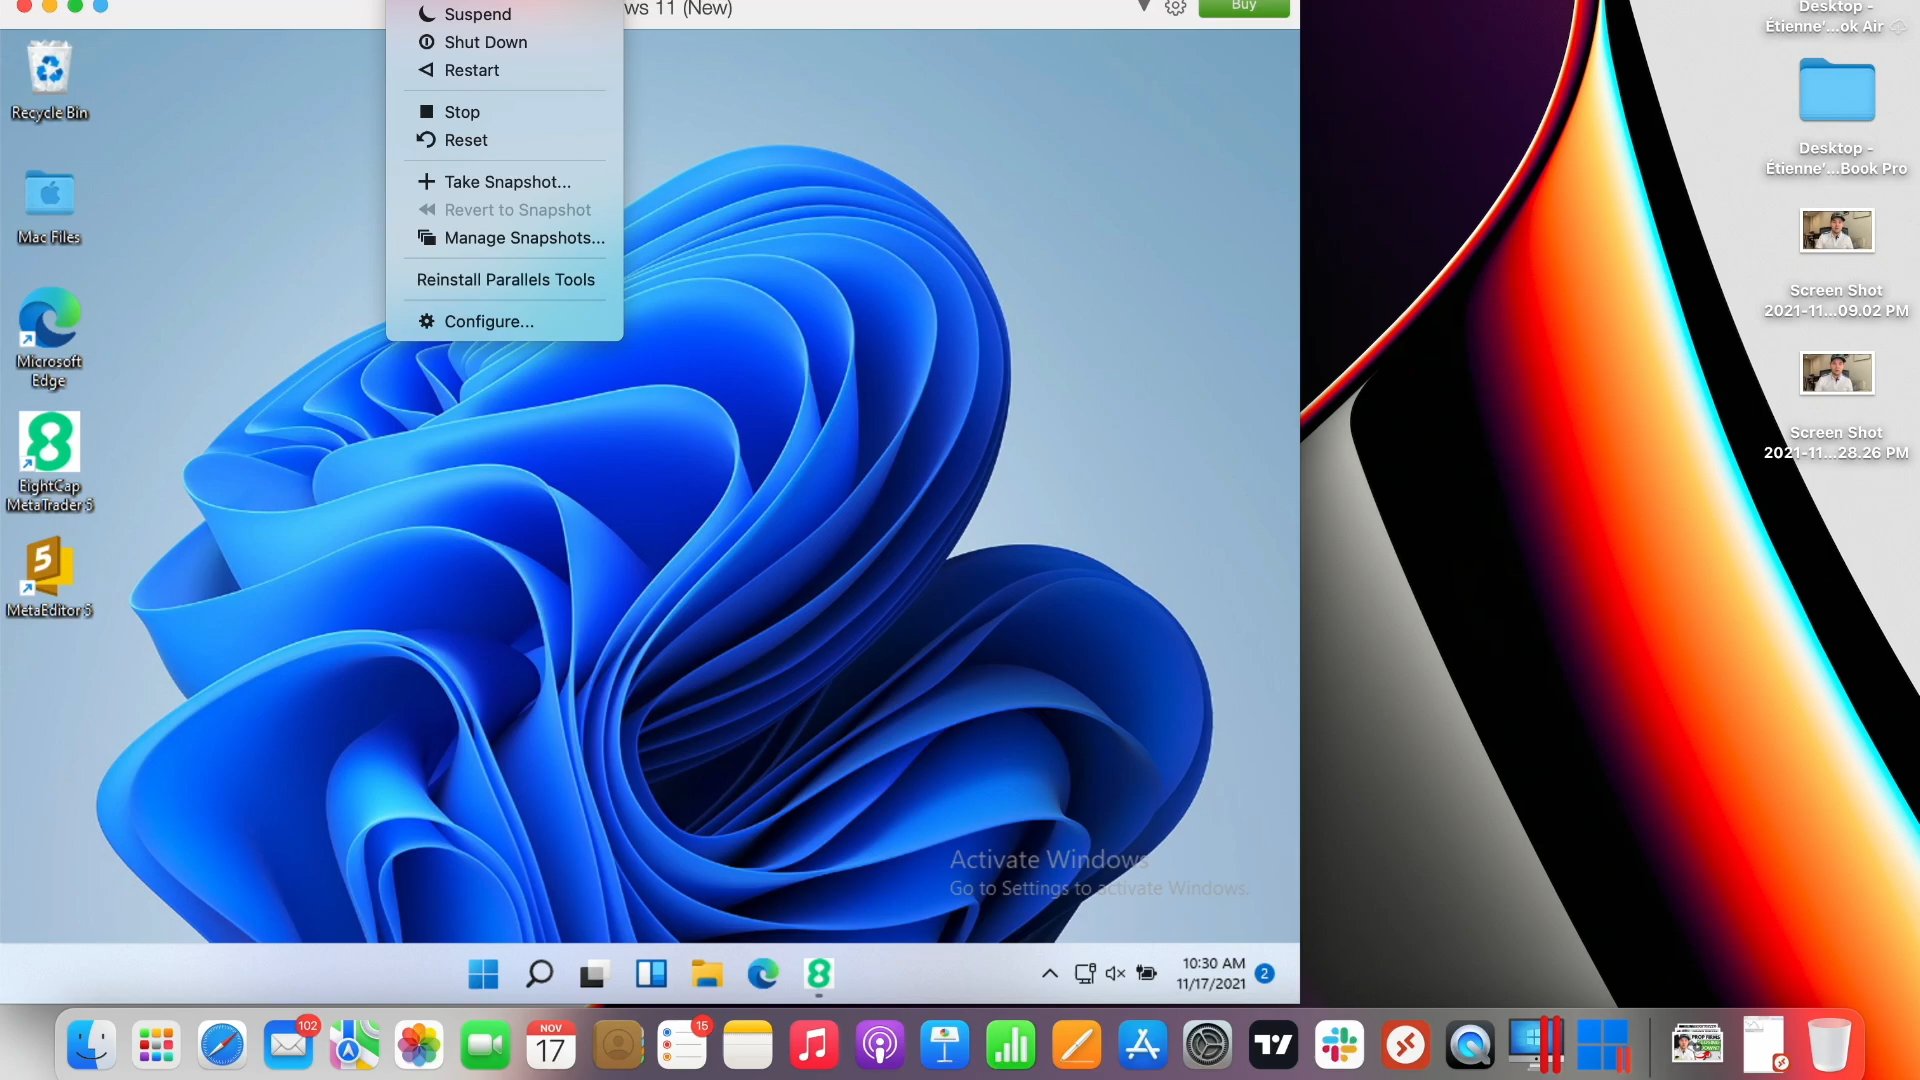 ws 11 (New)
Buy
Suspend
Shut Down
Restart
Stop
Reset
Take Snapshot...
Revert to Snapshot
Manage Snapshots...
Reinstall Parallels Tools
Configure...
Recycle Bin
Mac Files
Microsoft
Edge
EightCap
MetaTrader 5
5
MetaEditor 5
Desktop -
Étienne'...ok Air
Desktop -
Étienne'...Book Pro
Screen Shot
2021-11...09.02 PM
Screen Shot
2021-11...28.26 PM
Activate Windows
Go to Settings to activate Windows.
10:30 AM
11/17/2021
2
102
NOV
17
15